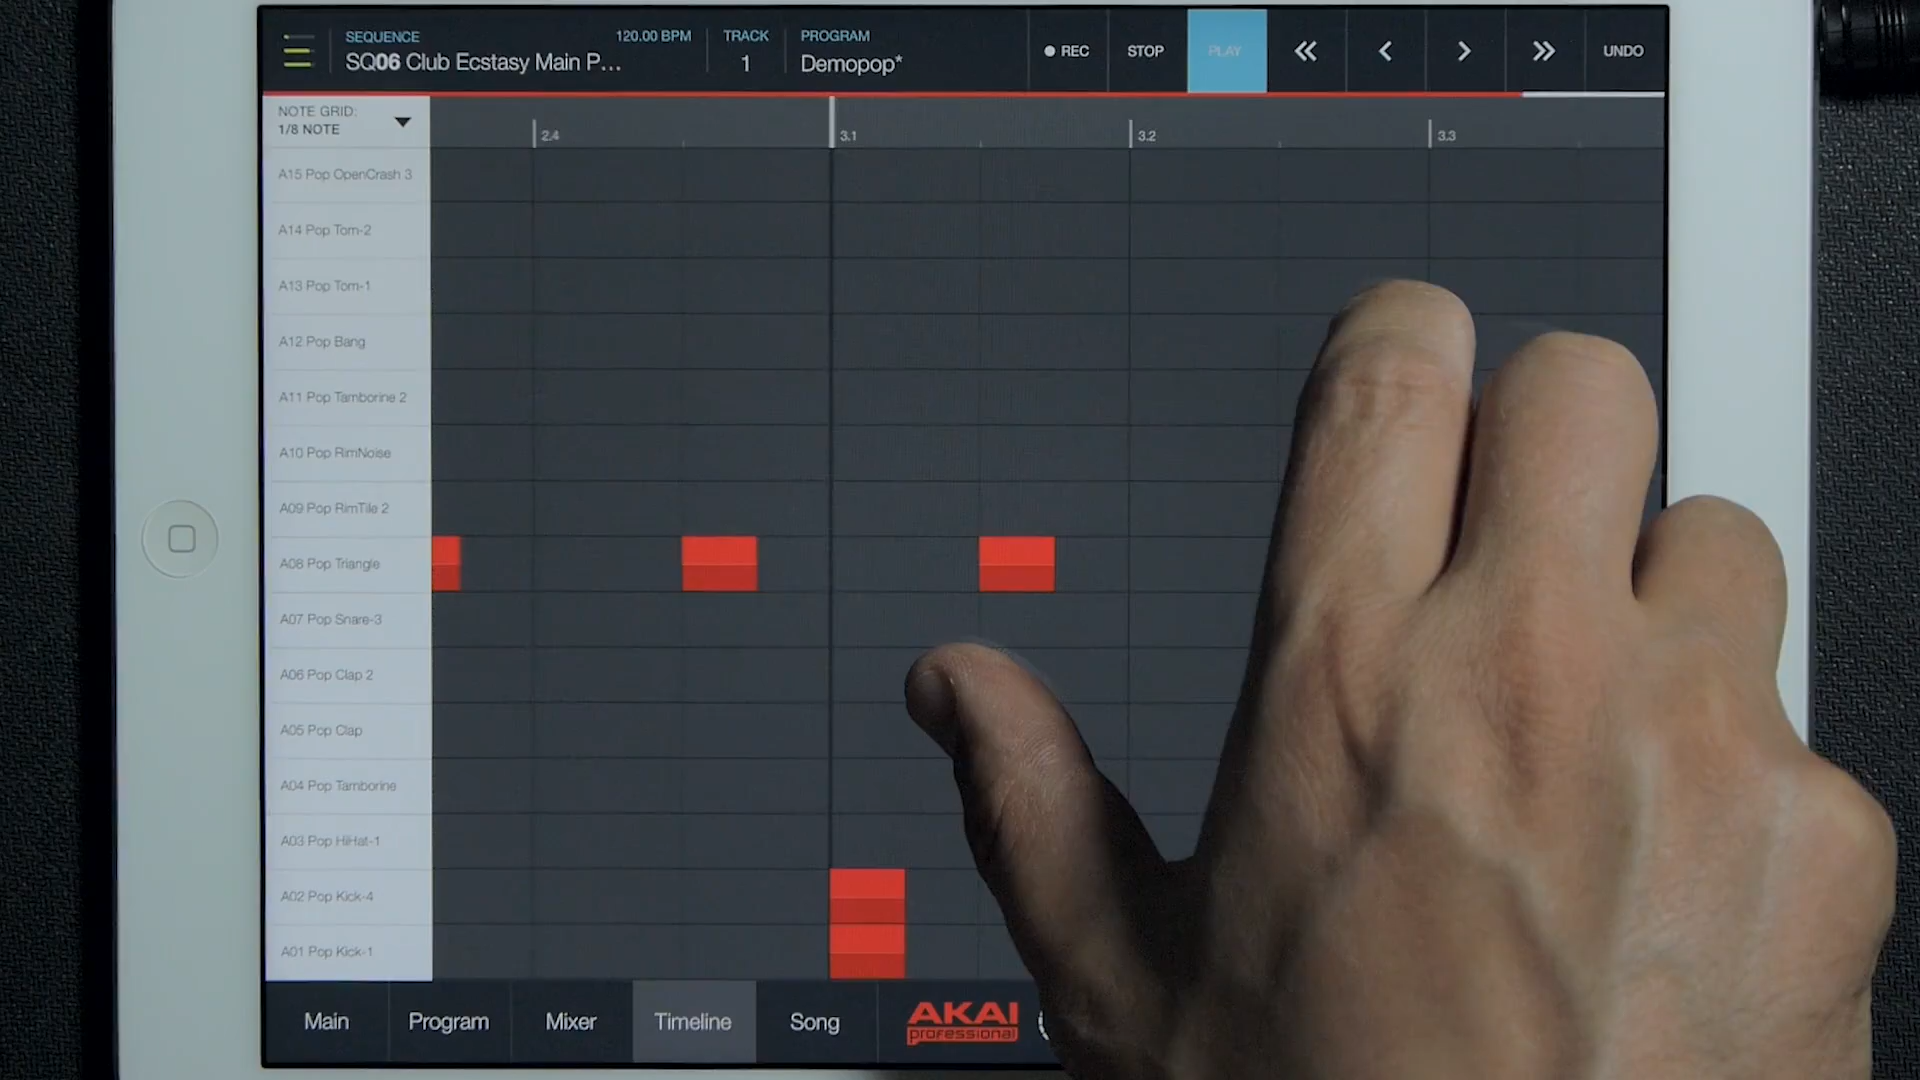 SEQUENCE
120.00 BPM
TRACK
PROGRAM
SQ06 Club Ecstasy Main P...
1
Demopop*
REC
STOP
PLAY
UNDO
NOTE GRID:
1/8 NOTE
2.4
3.1
3.2
3.3
A15 Pop OpenCrash 3
A14 Pop Tom-2
A13 Pop Tom-1
A12 Pop Bang
A11 Pop Tamborine 2
A10 Pop RimNoise
A09 Pop RimTile 2
A08 Pop Triangle
A07 Pop Snare-3
A06 Pop Clap 2
A05 Pop Clap
A04 Pop Tamborine
A03 Pop HiHat-1
A02 Pop Kick-4
A01 Pop Kick-1
Main
Program
Mixer
Timeline
Song
AKAI
professional